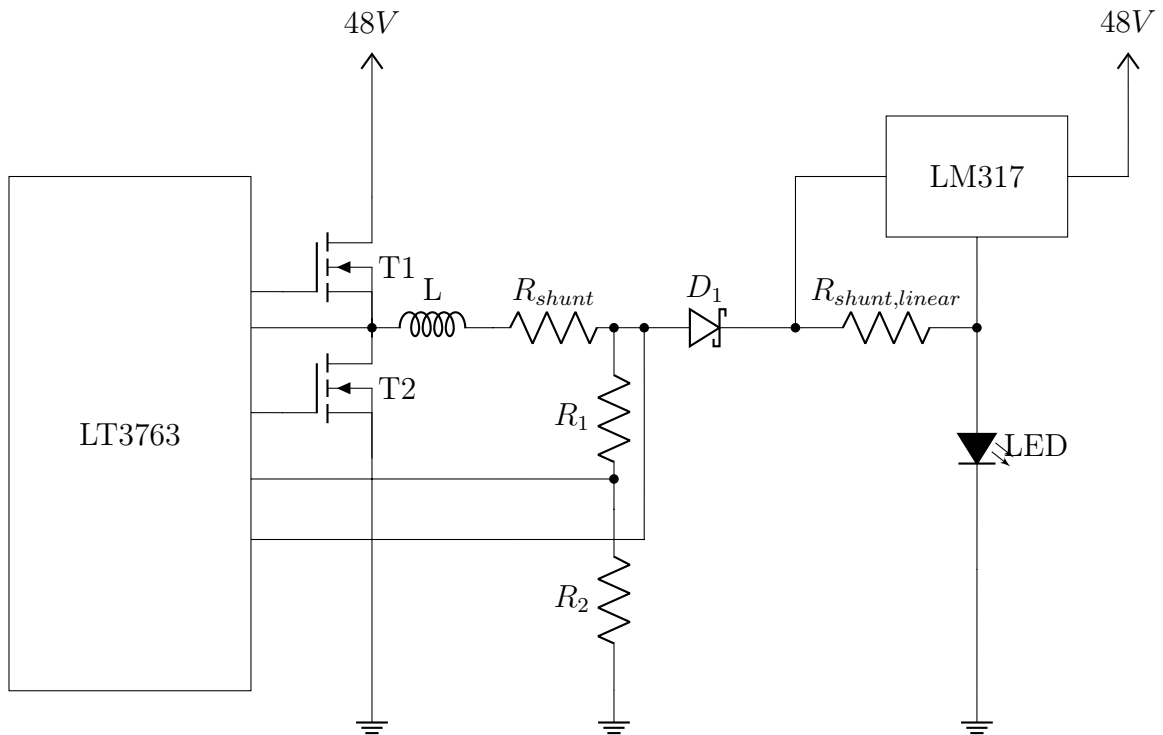 48V
48V
LM317
T1
L
R_shunt
D_1
R_shunt,linear
T2
R_1
LT3763
LED
R_2